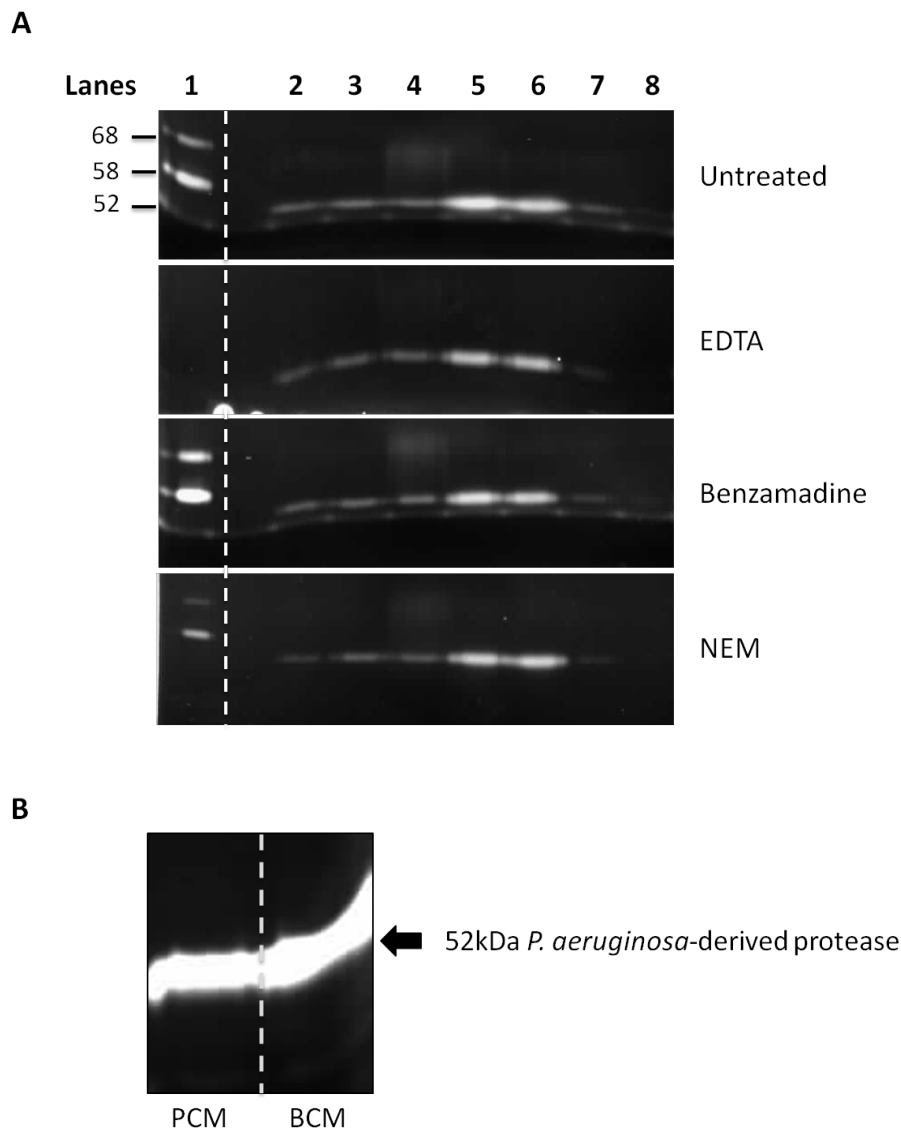 A
Lanes 1 2 3 4 5 6 7 8
68
58
52
Untreated
EDTA
Benzamadine
NEM
B
52kDa P. aeruginosa-derived protease
PCM BCM